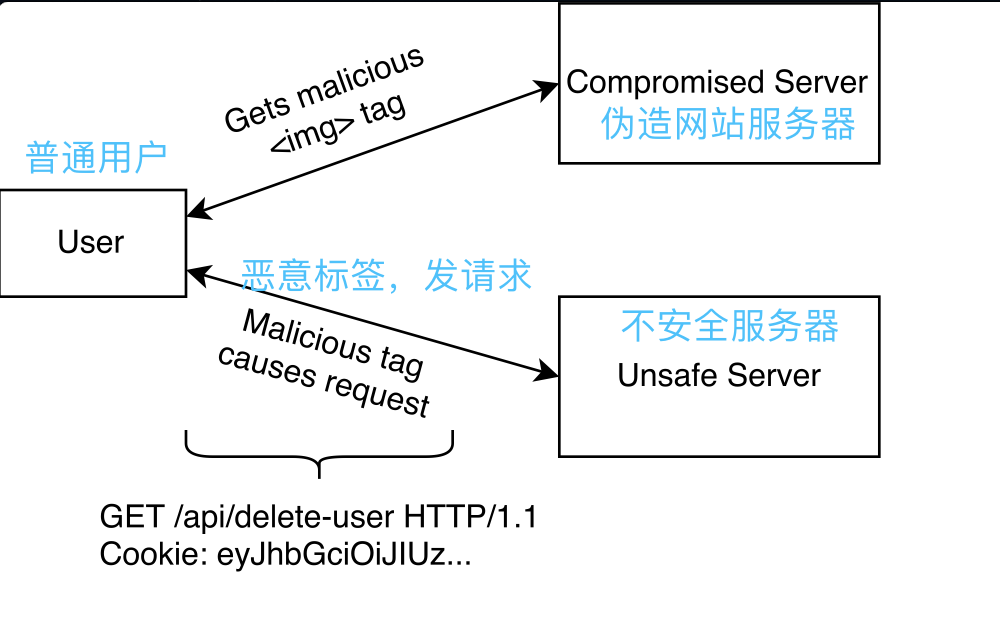 Gets malicious
<img> tag
Compromised Server
伪造网站服务器
普通用户
User
恶意标签，发请求
Malicious tag
causes request
不安全服务器
Unsafe Server
GET /api/delete-user HTTP/1.1
Cookie: eyJhbGciOiJIUz...